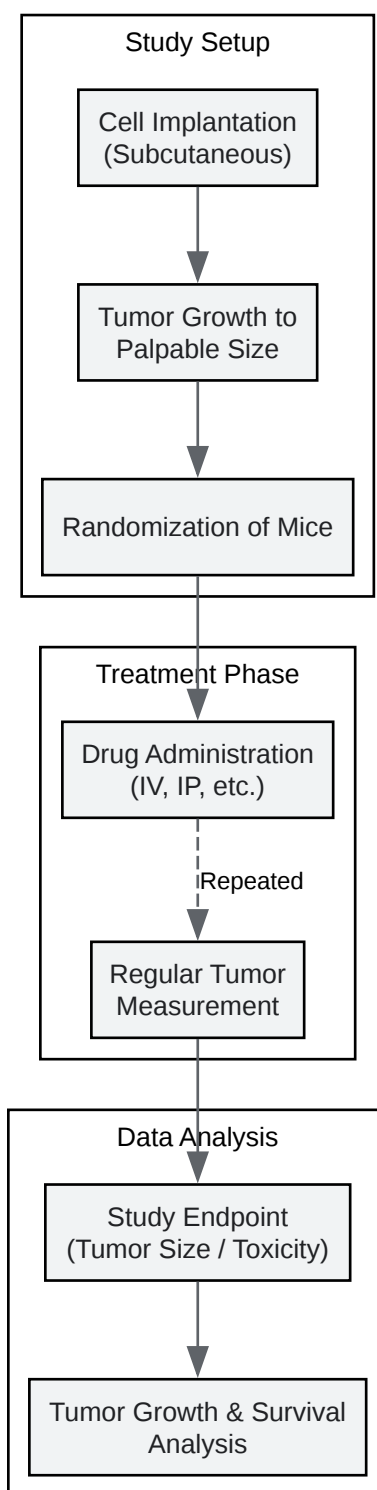 Study Setup
Cell Implantation
(Subcutaneous)
Tumor Growth to
Palpable Size
Randomization of Mice
Treatment Phase
Drug Administration
(IV, IP, etc.)
Repeated
Regular Tumor
Measurement
Data Analysis
Study Endpoint
(Tumor Size / Toxicity)
Tumor Growth & Survival
Analysis